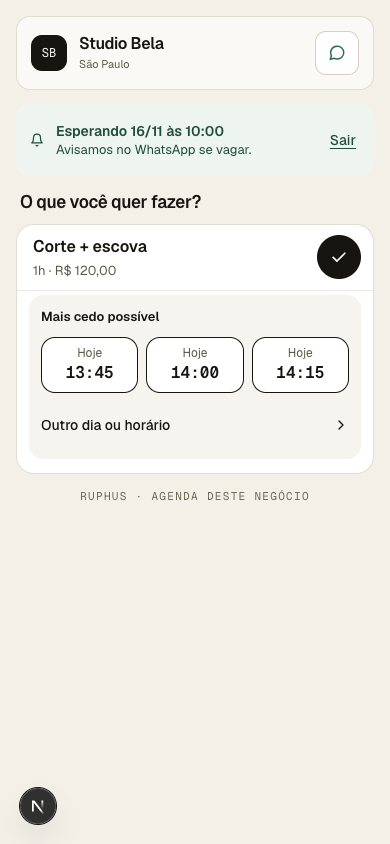 SB
Studio Bela
São Paulo
Esperando 16/11 às 10:00
Avisamos no WhatsApp se vagar.
Sair
O que você quer fazer?
Corte + escova
1h · R$ 120,00
Mais cedo possível
Hoje
13:45
Hoje
14:00
Hoje
14:15
Outro dia ou horário
RUPHUS · AGENDA DESTE NEGÓCIO
N